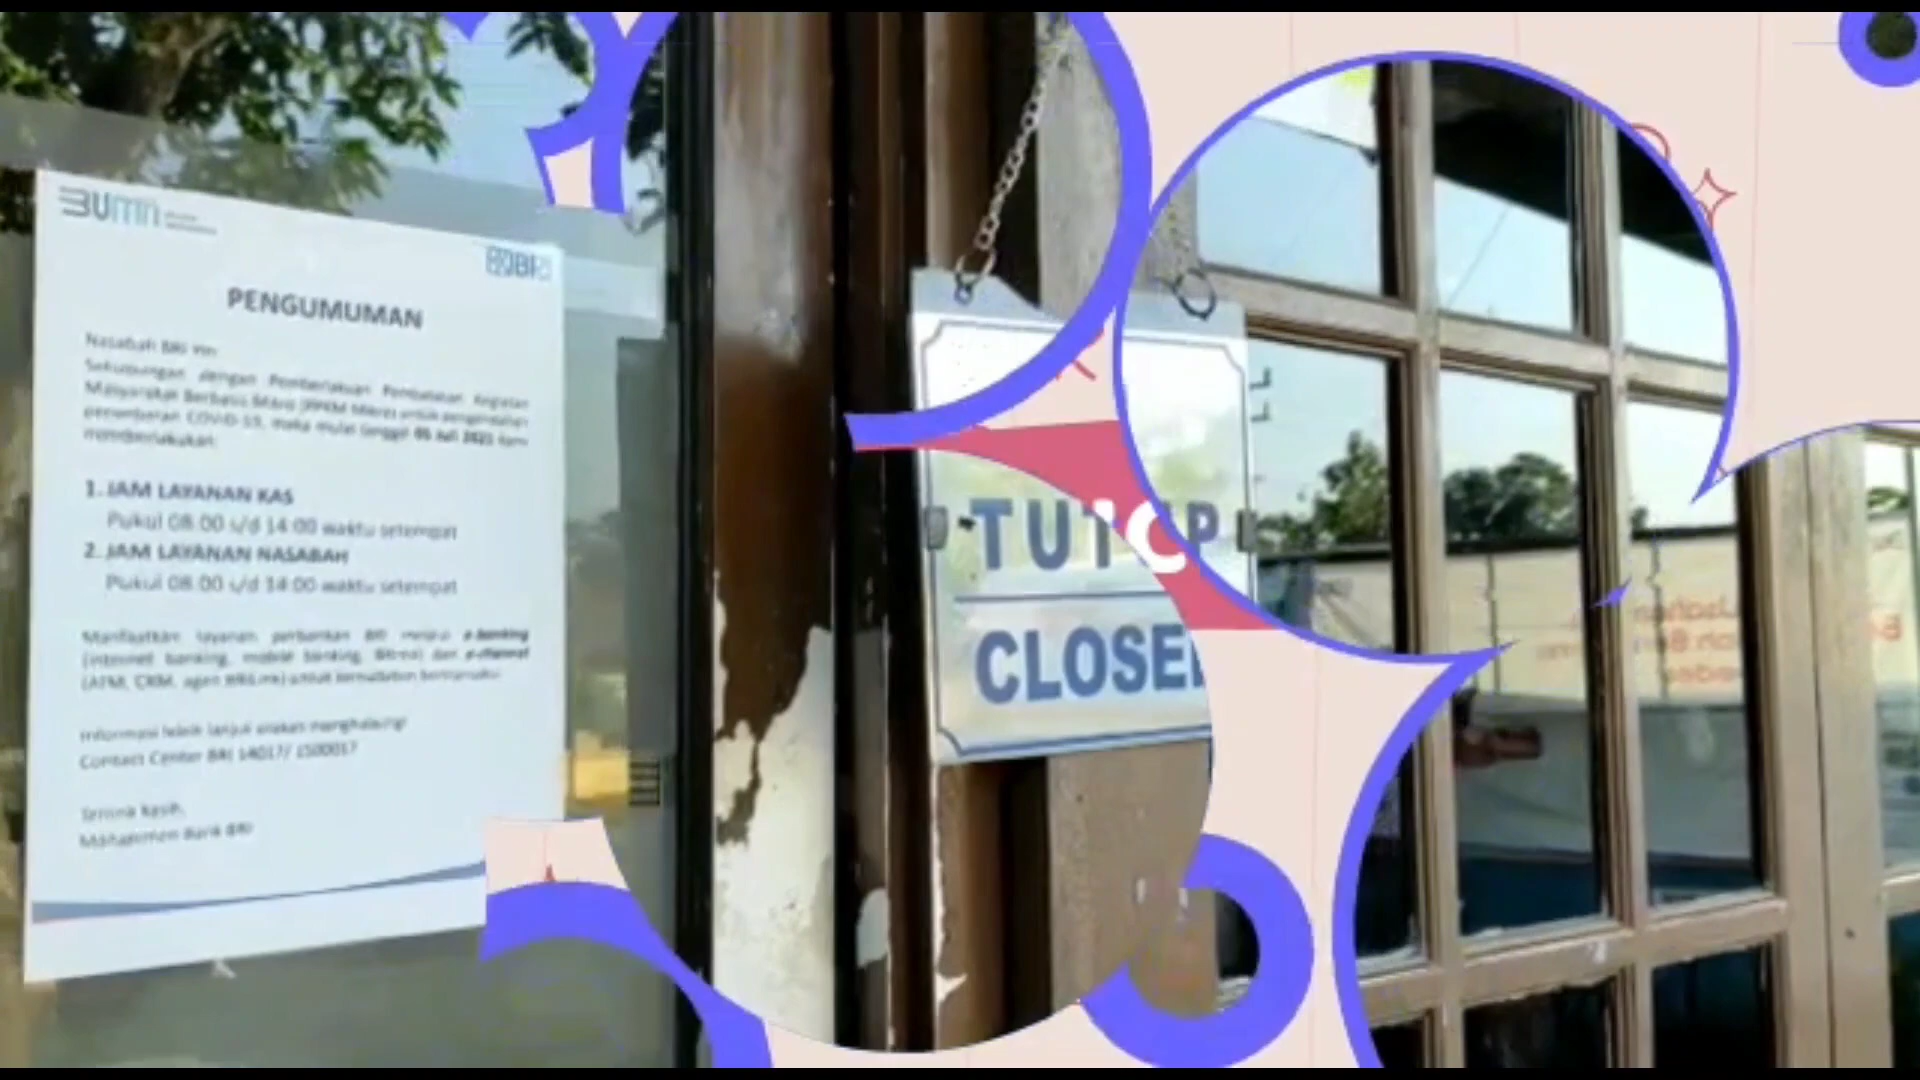 BUMN
BRI
PENGUMUMAN
Nasabah BRI Yth.
Sehubungan dengan Pemberlakuan Pembatasan Kegiatan
Masyarakat Berbasis Mikro (PPKM Mikro) untuk pengendalian
penyebaran COVID-19, maka mulai tanggal 05 Juli 2021 kami
memberlakukan:
1. JAM LAYANAN KAS
Pukul 08.00 s/d 14:00 waktu setempat
2. JAM LAYANAN NASABAH
Pukul 08.00 s/d 14:00 waktu setempat
Manfaatkan layanan perbankan BRI melalui e-banking
(internet banking, mobile banking, dan e-channel
(ATM, CRM, agen BRILink) untuk kemudahan bertransaksi.
Informasi lebih lanjut silakan menghubungi
Contact Center BRI 14017/ 1500017
Terima kasih,
Manajemen Bank BRI
TUTUP
CLOSE